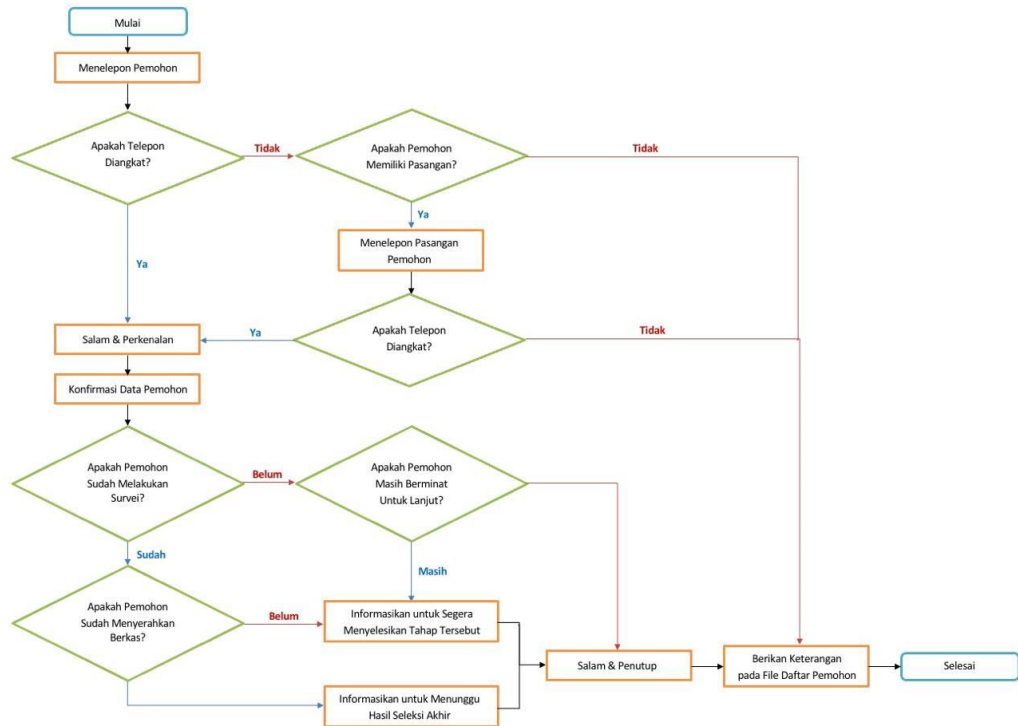 Mulai
Menelepon Pemohon
Apakah Telepon
Diangkat?
Tidak
Apakah Pemohon
Memiliki Pasangan?
Tidak
Ya
Menelepon Pasangan
Pemohon
Ya
Apakah Telepon
Diangkat?
Tidak
Ya
Salam & Perkenalan
Konfirmasi Data Pemohon
Apakah Pemohon
Sudah Melakukan
Survei?
Belum
Apakah Pemohon
Masih Berminat
Untuk Lanjut?
Sudah
Masih
Apakah Pemohon
Sudah Menyerahkan
Berkas?
Belum
Informasikan untuk Segera
Menyelesikan Tahap Tersebut
Informasikan untuk Menunggu
Hasil Seleksi Akhir
Salam & Penutup
Berikan Keterangan
pada File Daftar Pemohon
Selesai